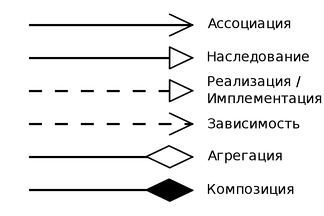 Ассоциация
Наследование
Реализация /
Имплементация
Зависимость
Агрегация
Композиция